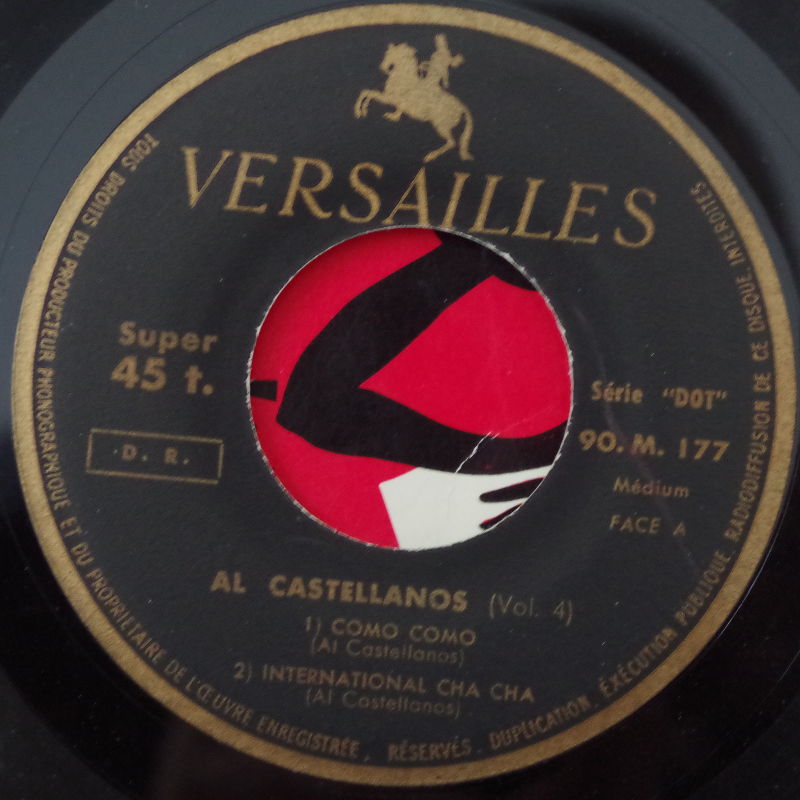 VERSAILLES
Super
45 t.
D. R.
Série "DOT"
90. M. 177
Médium
FACE A
AL CASTELLANOS (Vol. 4)
1) COMO COMO
(Al Castellanos)
2) INTERNATIONAL CHA CHA
(Al Castellanos)
TOUS DROITS DU PRODUCTEUR PHONOGRAPHIQUE ET DU PROPRIETAIRE DE L'ŒUVRE ENREGISTRÉE, RÉSERVÉS. DUPLICATION, EXÉCUTION PUBLIQUE, RADIODIFFUSION DE CE DISQUE INTERDITES